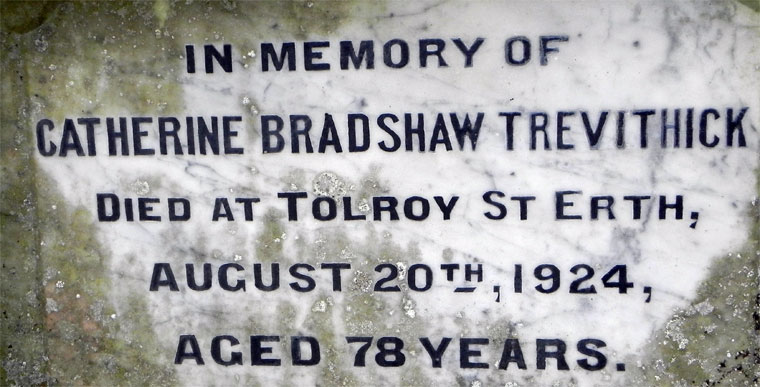 IN MEMORY OF
CATHERINE BRADSHAW TREVITHICK
DIED AT TOLROY ST ERTH,
AUGUST 20TH, 1924,
AGED 78 YEARS.